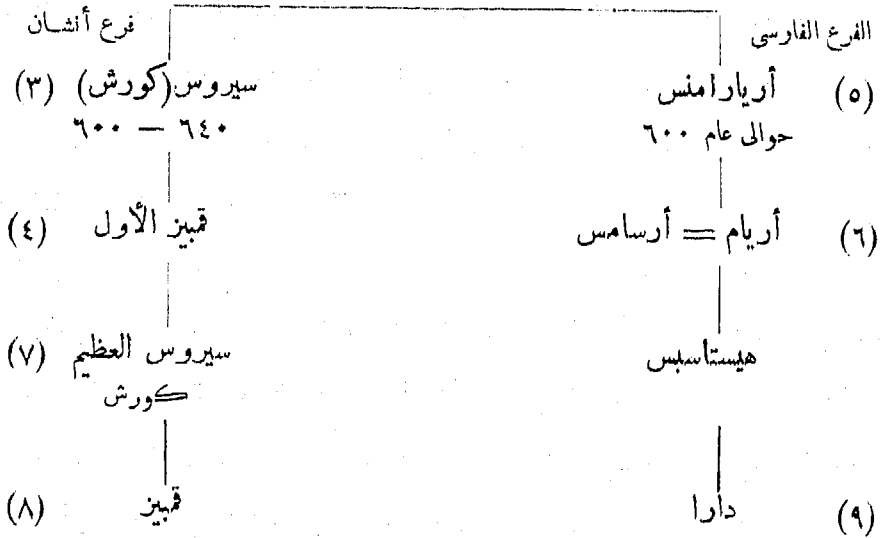 الفرع الفارسى
فرع أنشان
(٥) أريارامنس
سيروس (كورش) (٣)
حوالى عام ٦٠٠
٦٤٠ — ٦٠٠
(٦) أريام = أرسامس
قمبيز الأول (٤)
هيستاسبس
سيروس العظيم (٧)
كورش
(٩) دارا
قمبيز (٨)